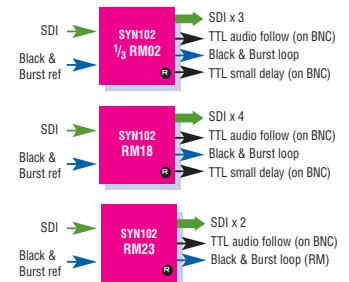 SDI
Black &
Burst ref
SYN102
1/3 RM02
R
SDI x 3
TTL audio follow (on BNC)
Black & Burst loop
TTL small delay (on BNC)
SDI
Black &
Burst ref
SYN102
RM18
R
SDI x 4
TTL audio follow (on BNC)
Black & Burst loop
TTL small delay (on BNC)
SDI
Black &
Burst ref
SYN102
RM23
R
SDI x 2
TTL audio follow (on BNC)
Black & Burst loop (RM)